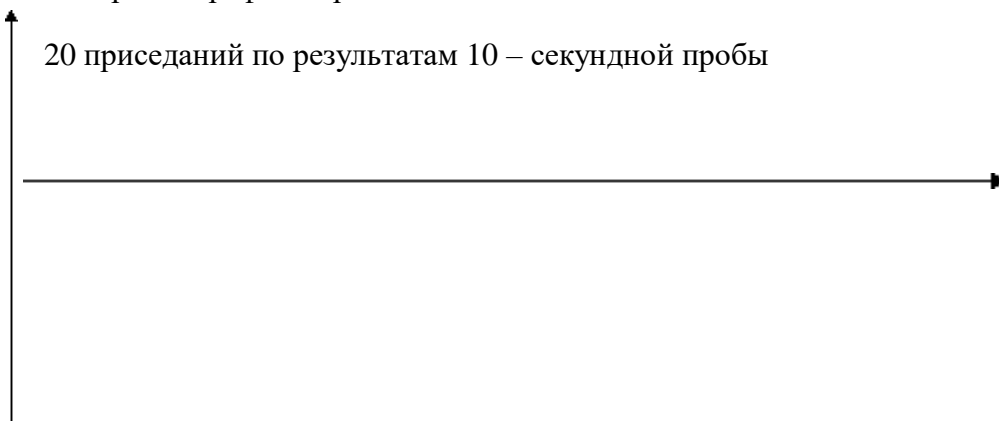 20 приседаний по результатам 10 – секундной пробы